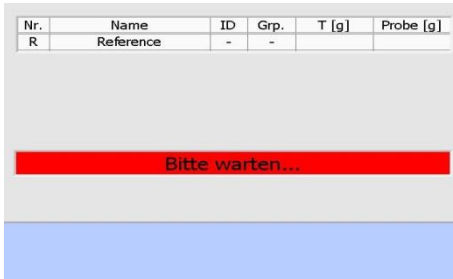 Nr. Name ID Grp. T [g] Probe [g]
R Reference - -
Bitte warten...